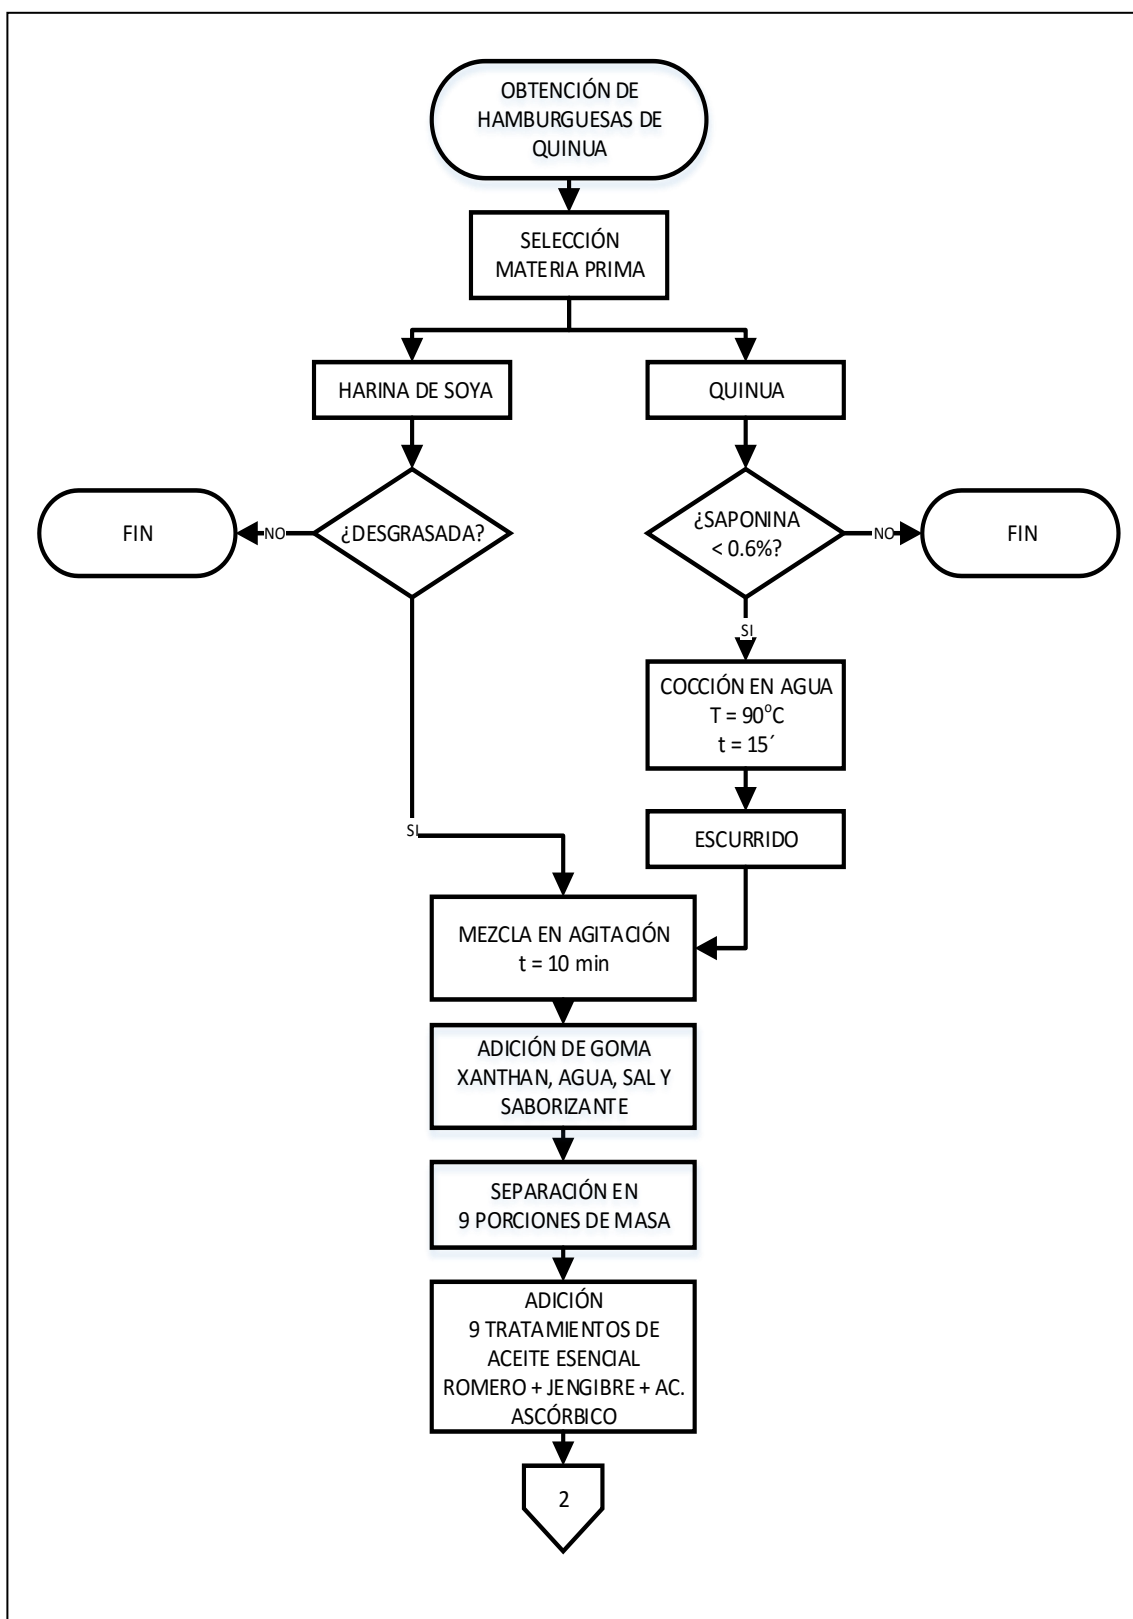 OBTENCIÓN DE
HAMBURGUESAS DE
QUINUA
SELECCIÓN
MATERIA PRIMA
HARINA DE SOYA
QUINUA
FIN
NO
¿DESGRASADA?
¿SAPONINA
< 0.6%?
NO
FIN
SI
COCCIÓN EN AGUA
T = 90°C
t = 15´
SI
ESCURRIDO
MEZCLA EN AGITACIÓN
t = 10 min
ADICIÓN DE GOMA
XANTHAN, AGUA, SAL Y
SABORIZANTE
SEPARACIÓN EN
9 PORCIONES DE MASA
ADICIÓN
9 TRATAMIENTOS DE
ACEITE ESENCIAL
ROMERO + JENGIBRE + AC.
ASCÓRBICO
2